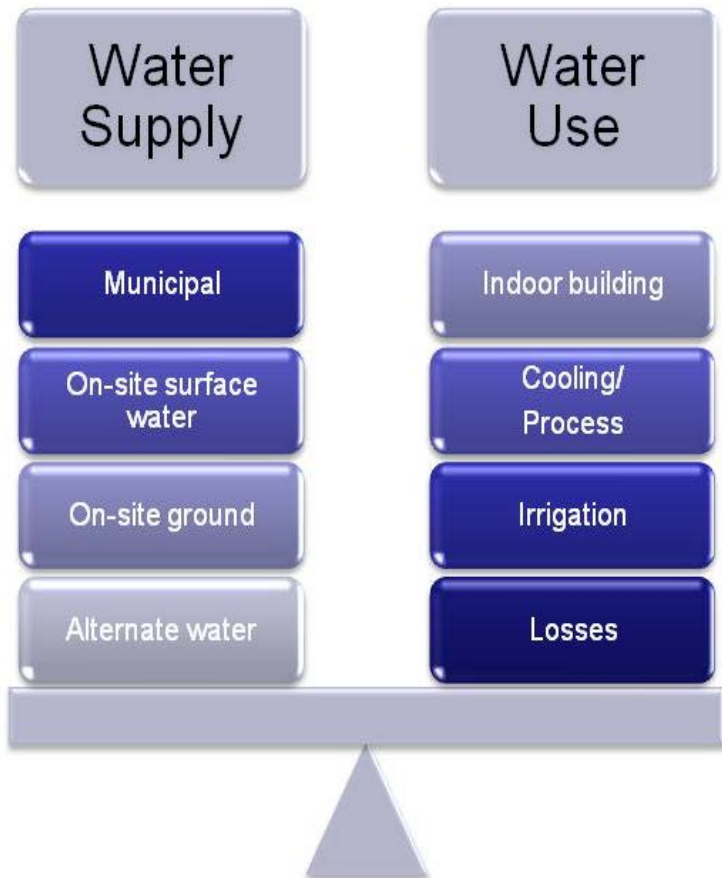 Water
Supply
Municipal
On-site surface
water
On-site ground
Alternate water
Water
Use
Indoor building
Cooling/
Process
Irrigation
Losses